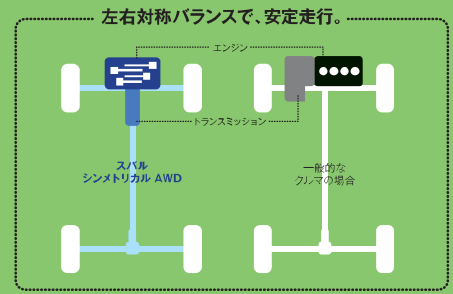 左右対称バランスで、安定走行。
エンジン
トランスミッション
スバル
シンメトリカル AWD
一般的な
クルマの場合